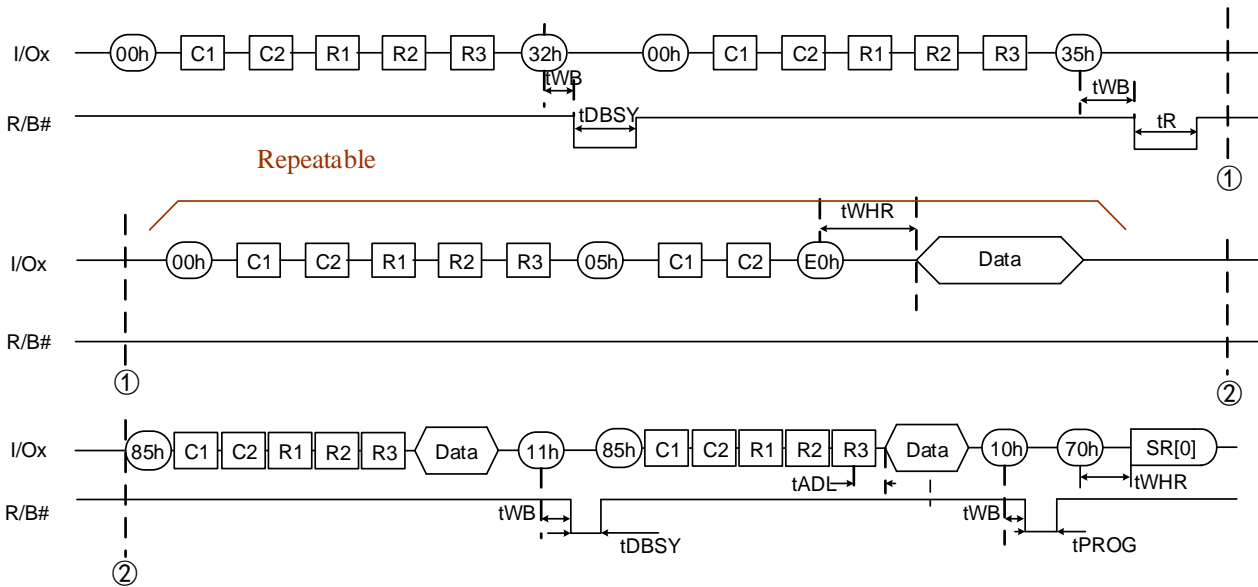 I/Ox 00h C1 C2 R1 R2 R3 32h 00h C1 C2 R1 R2 R3 35h
tWB tWB
R/B# tDBSY tR
Repeatable
①
tWHR
I/Ox 00h C1 C2 R1 R2 R3 05h C1 C2 E0h Data
R/B#
① ②
I/Ox 85h C1 C2 R1 R2 R3 Data 11h 85h C1 C2 R1 R2 R3 Data 10h 70h SR[0]
tADL tWHR
R/B# tWB tWB
tDBSY tPROG
②